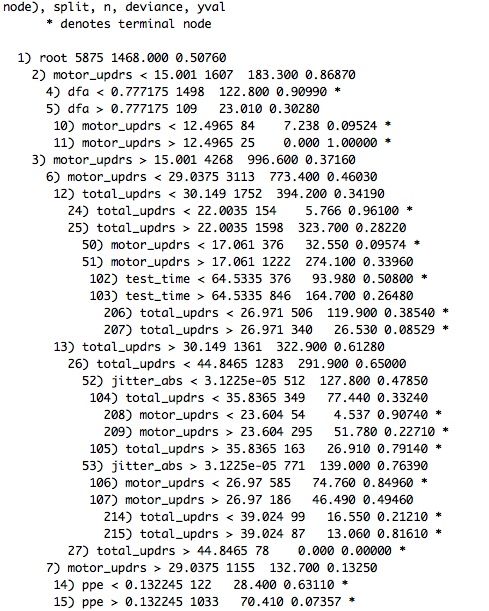 node), split, n, deviance, yval
* denotes terminal node
1) root 5875 1468.000 0.50760
2) motor_updrs < 15.001 1607 183.300 0.86870
4) dfa < 0.777175 1498 122.800 0.90990 *
5) dfa > 0.777175 109 23.010 0.30280
10) motor_updrs < 12.4965 84 7.238 0.09524 *
11) motor_updrs > 12.4965 25 0.000 1.00000 *
3) motor_updrs > 15.001 4268 996.600 0.37160
6) motor_updrs < 29.0375 3113 773.400 0.46030
12) total_updrs < 30.149 1752 394.200 0.34190
24) total_updrs < 22.0035 154 5.766 0.96100 *
25) total_updrs > 22.0035 1598 323.700 0.28220
50) motor_updrs < 17.061 376 32.550 0.09574 *
51) motor_updrs > 17.061 1222 274.100 0.33960
102) test_time < 64.5335 376 93.980 0.50800 *
103) test_time > 64.5335 846 164.700 0.26480
206) total_updrs < 26.971 506 119.900 0.38540 *
207) total_updrs > 26.971 340 26.530 0.08529 *
13) total_updrs > 30.149 1361 322.900 0.61280
26) total_updrs < 44.8465 1283 291.900 0.65000
52) jitter_abs < 3.1225e-05 512 127.800 0.47850
104) total_updrs < 35.8365 349 77.440 0.33240
208) motor_updrs < 23.604 54 4.537 0.90740 *
209) motor_updrs > 23.604 295 51.780 0.22710 *
105) total_updrs > 35.8365 163 26.910 0.79140 *
53) jitter_abs > 3.1225e-05 771 139.000 0.76390
106) motor_updrs < 26.97 585 74.760 0.84960 *
107) motor_updrs > 26.97 186 46.490 0.49460
214) total_updrs < 39.024 99 16.550 0.21210 *
215) total_updrs > 39.024 87 13.060 0.81610 *
27) total_updrs > 44.8465 78 0.000 0.00000 *
7) motor_updrs > 29.0375 1155 132.700 0.13250
14) ppe < 0.132245 122 28.400 0.63110 *
15) ppe > 0.132245 1033 70.410 0.07357 *